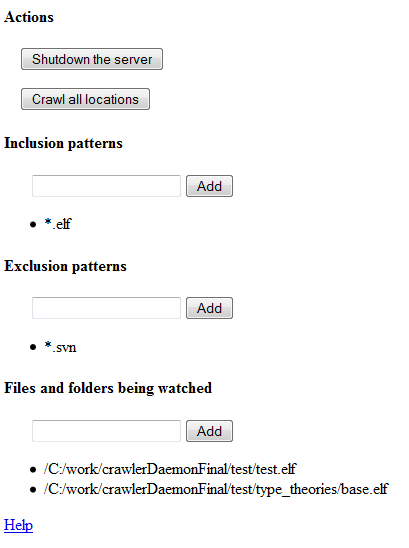 Actions
Shutdown the server
Crawl all locations
Inclusion patterns
Add
*.elf
Exclusion patterns
Add
*.svn
Files and folders being watched
Add
/C:/work/crawlerDaemonFinal/test/test.elf
/C:/work/crawlerDaemonFinal/test/type_theories/base.elf
Help